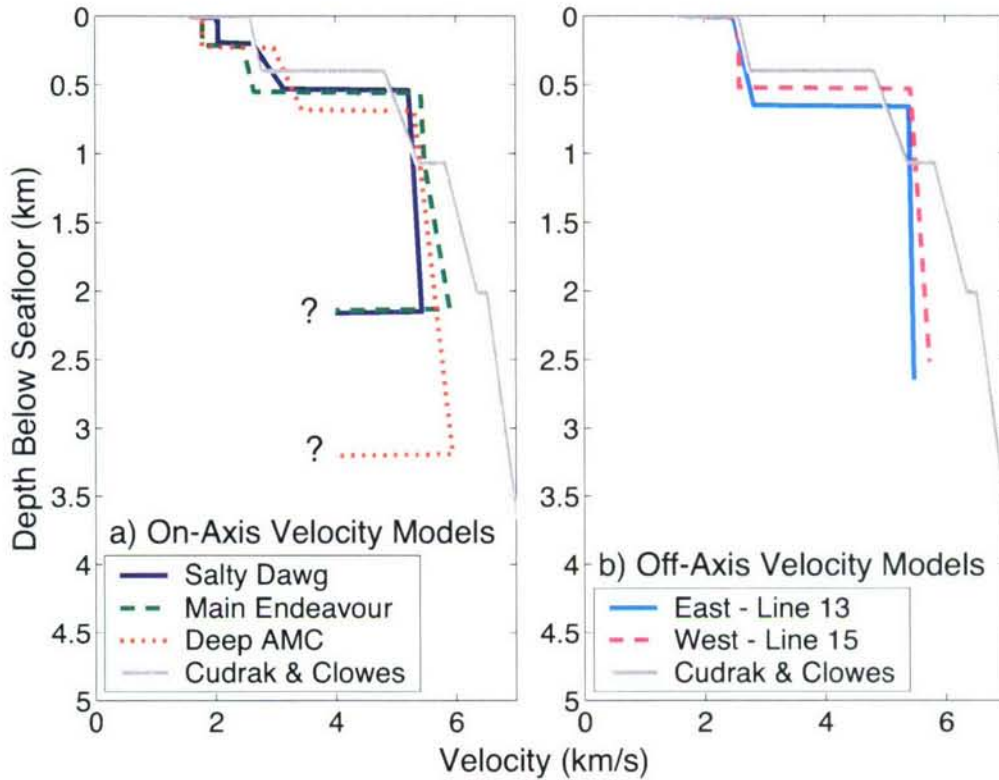 Depth Below Seafloor (km)
0
0.5
1
1.5
2
2.5
3
3.5
4
4.5
5
?
?
a) On-Axis Velocity Models
Salty Dawg
Main Endeavour
Deep AMC
Cudrak & Clowes
0 2 4 6
0
0.5
1
1.5
2
2.5
3
3.5
4
4.5
5
b) Off-Axis Velocity Models
East - Line 13
West - Line 15
Cudrak & Clowes
0 2 4 6
Velocity (km/s)